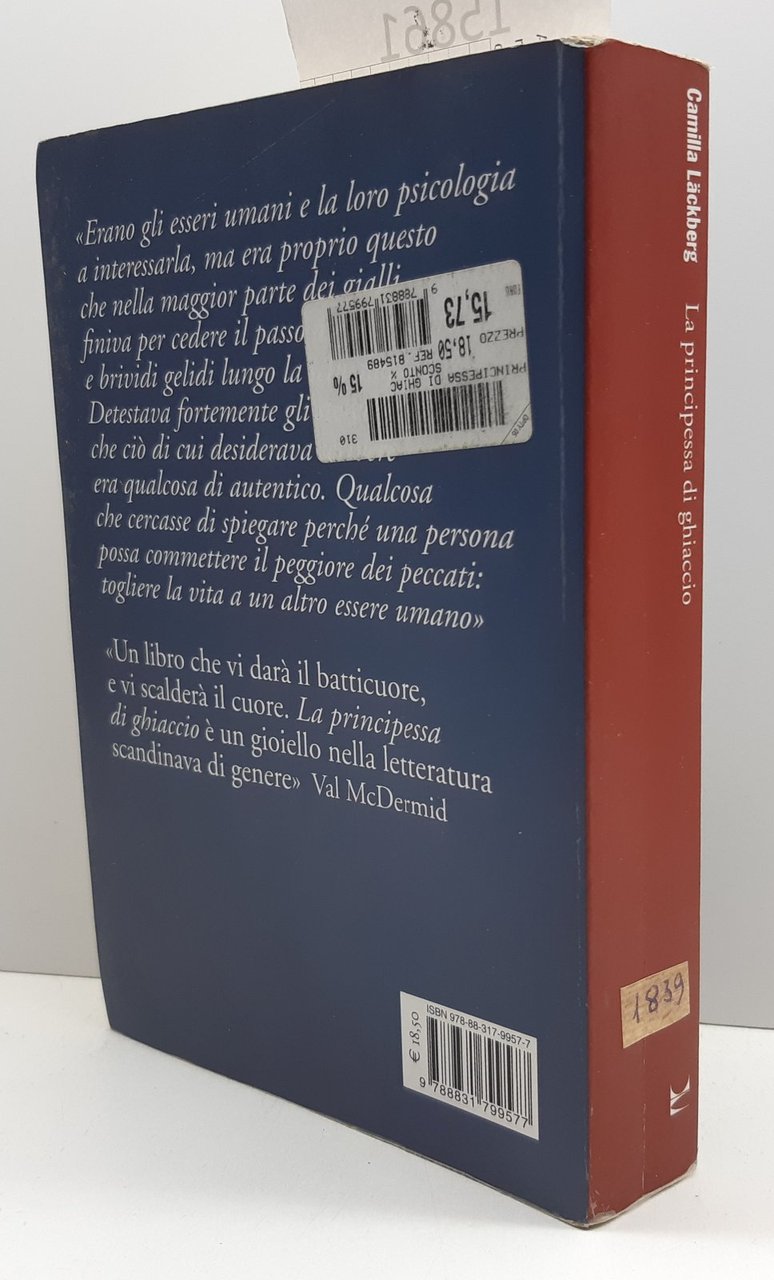 15861
«Erano gli esseri umani e la loro psicologia
a interessarla, ma era proprio questo
che nella maggior parte dei gialli
finiva per cedere il passo
e brividi gelidi lungo la
Detestava fortemente gli
che ciò di cui desiderava
era qualcosa di autentico. Qualcosa
che cercasse di spiegare perché una persona
possa commettere il peggiore dei peccati:
togliere la vita a un altro essere umano»
310
PRINCIPESSA DI GHIAC
SCONTO % 15 %
PREZZO 18,50 REF. 815489
EURO 15,73
9 788831 799577
«Un libro che vi darà il batticuore,
e vi scalderà il cuore. La principessa
di ghiaccio è un gioiello nella letteratura
scandinava di genere» Val McDermid
ISBN 978-88-317-9957-7
€ 18,50
9 788831 799577
Camilla Läckberg La principessa di ghiaccio
1839